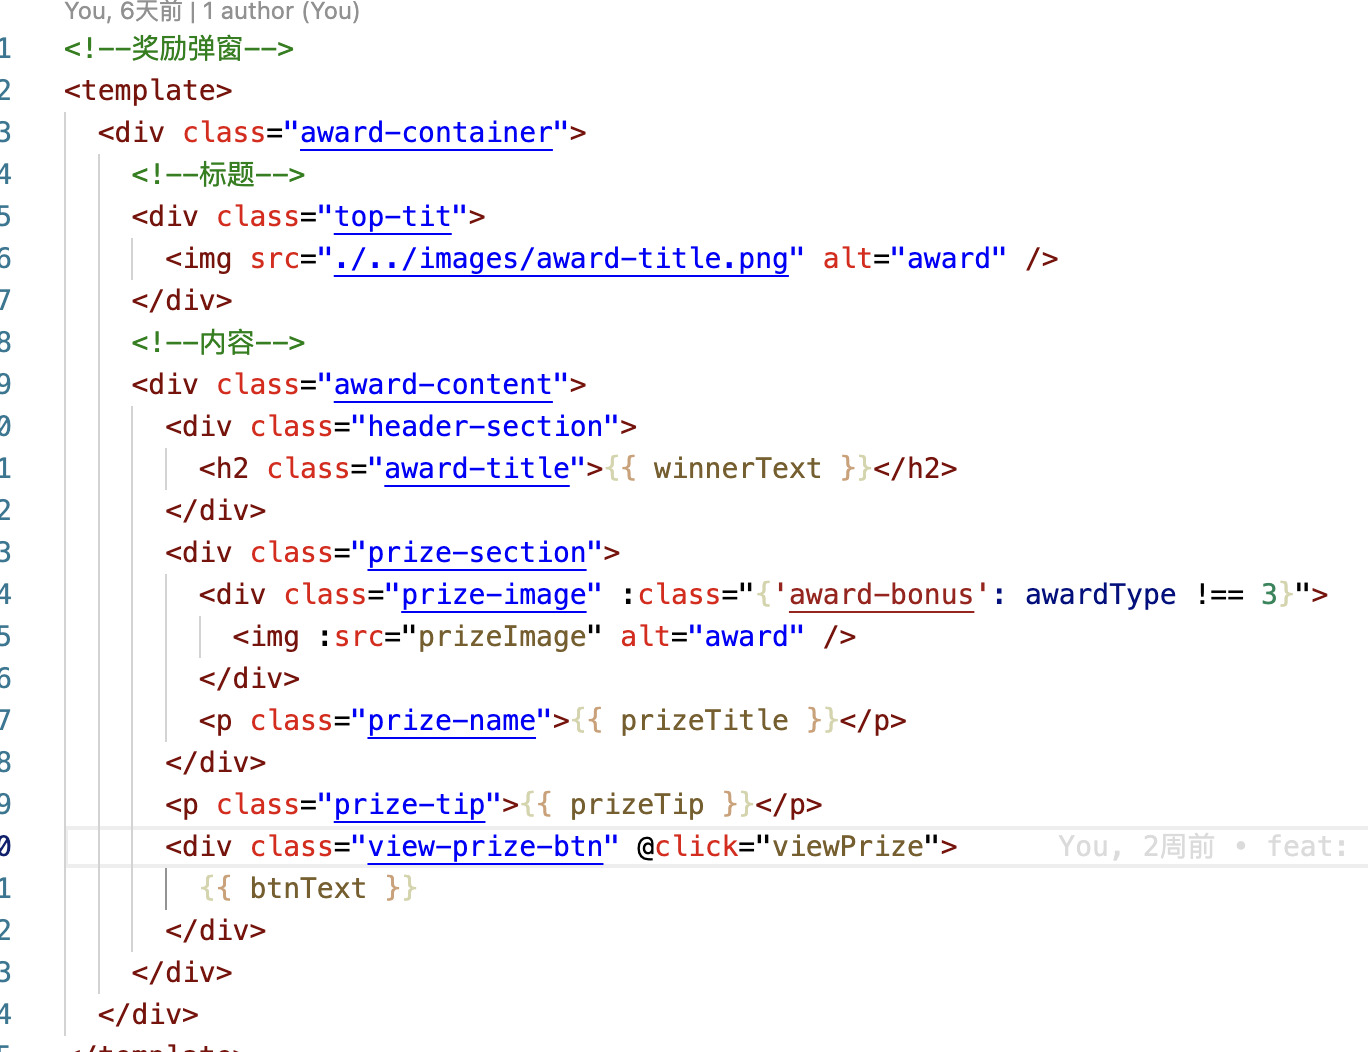 You, 6天前 | 1 author (You)
1 <!--奖励弹窗-->
2 <template>
3 <div class="award-container">
4 <!--标题-->
5 <div class="top-tit">
6 <img src="./../images/award-title.png" alt="award" />
7 </div>
8 <!--内容-->
9 <div class="award-content">
0 <div class="header-section">
1 <h2 class="award-title">{{ winnerText }}</h2>
2 </div>
3 <div class="prize-section">
4 <div class="prize-image" :class="{'award-bonus': awardType !== 3}">
5 <img :src="prizeImage" alt="award" />
6 </div>
7 <p class="prize-name">{{ prizeTitle }}</p>
8 </div>
9 <p class="prize-tip">{{ prizeTip }}</p>
0 <div class="view-prize-btn" @click="viewPrize"> You, 2周前 • feat:
1 {{ btnText }}
2 </div>
3 </div>
4 </div>
5 </template>